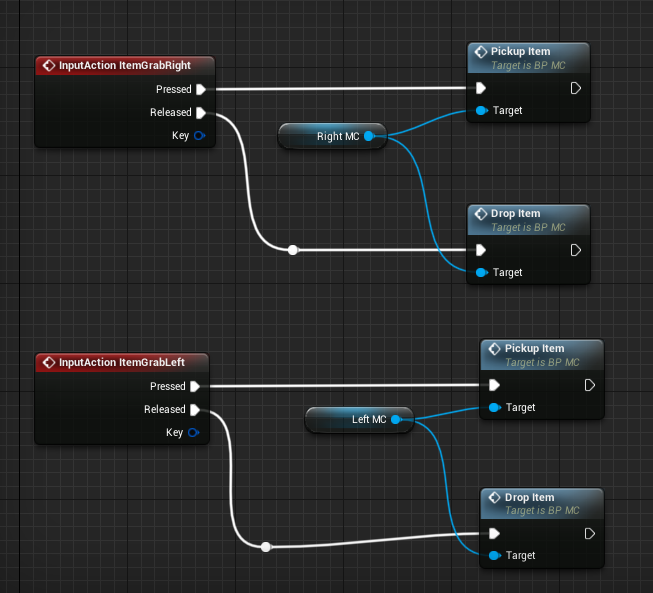 InputAction ItemGrabRight
Pressed
Released
Key
Right MC
Pickup Item
Target is BP MC
Target
Drop Item
Target is BP MC
Target
InputAction ItemGrabLeft
Pressed
Released
Key
Left MC
Pickup Item
Target is BP MC
Target
Drop Item
Target is BP MC
Target